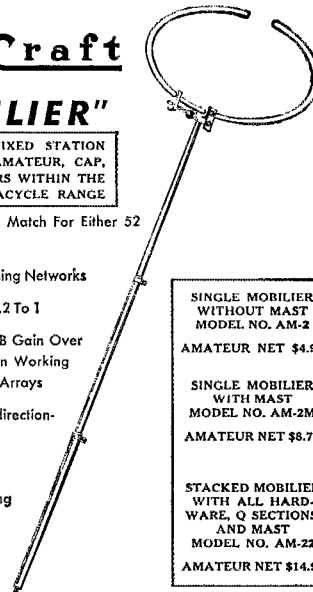 Craft
LIER"
IXED STATION
AMATEUR, CAP,
RS WITHIN THE
ACYCLE RANGE
Match For Either 52
ing Networks
.2 To 1
B Gain Over
n Working
Arrays
direction-
ng
SINGLE MOBILIER
WITHOUT MAST
MODEL NO. AM-2
AMATEUR NET $4.9
SINGLE MOBILIER
WITH MAST
MODEL NO. AM-2M
AMATEUR NET $8.7
STACKED MOBILIER
WITH ALL HARD-
WARE, Q SECTIONS
AND MAST
MODEL NO. AM-22
AMATEUR NET $14.9